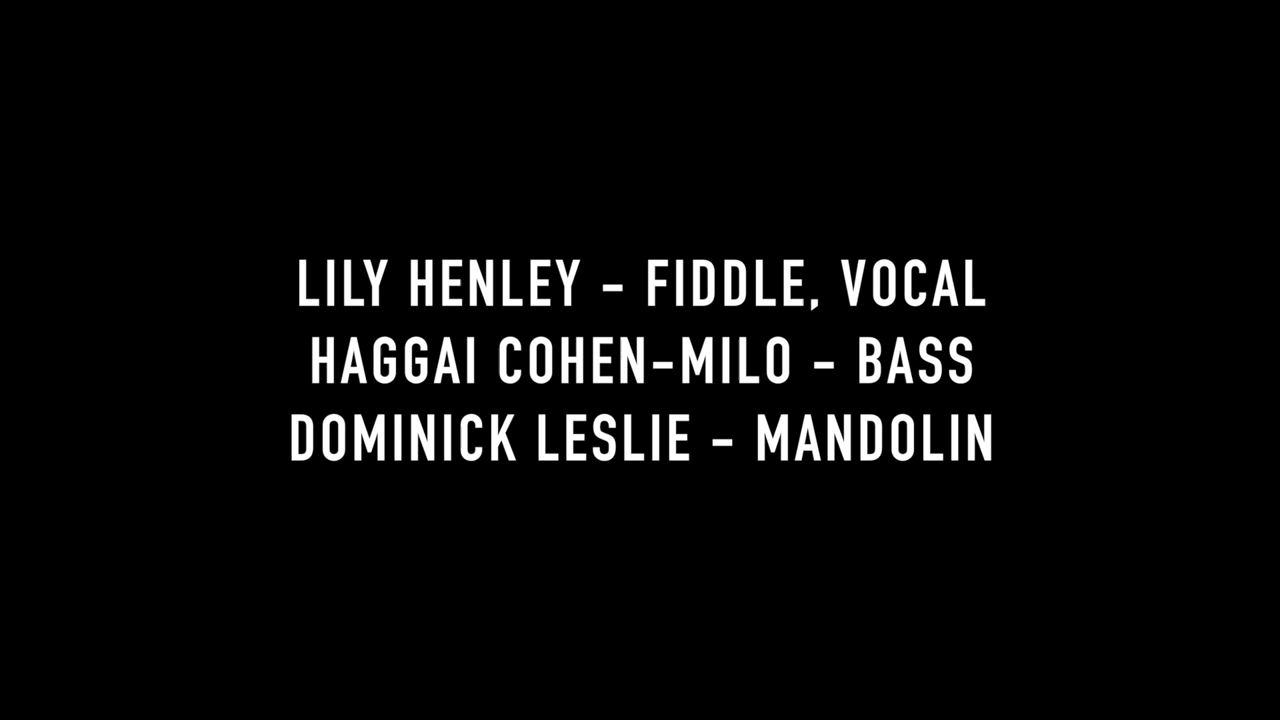 LILY HENLEY - FIDDLE, VOCAL
HAGGAI COHEN-MILO - BASS
DOMINICK LESLIE - MANDOLIN